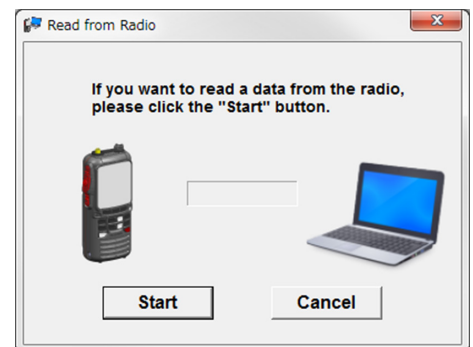 Read from Radio
If you want to read a data from the radio,
please click the "Start" button.
Start
Cancel